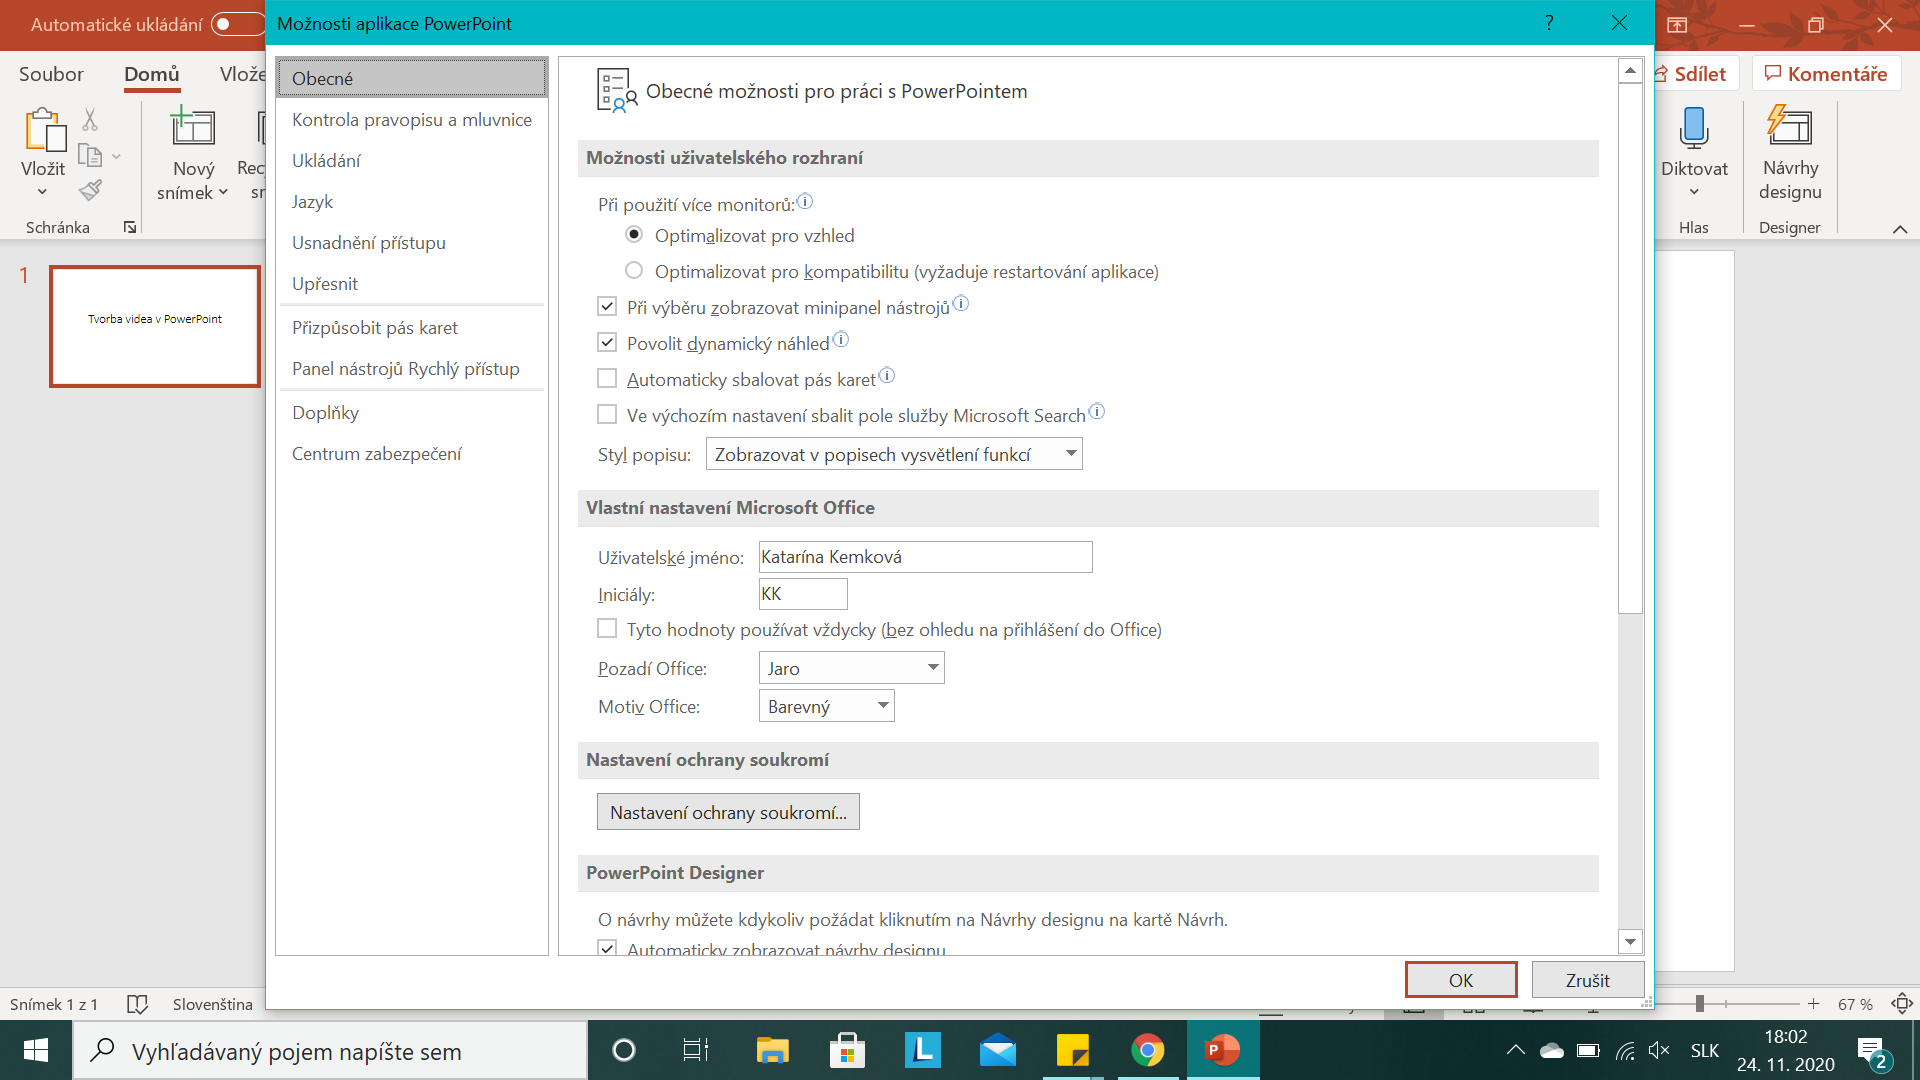 Automatické ukládání
Možnosti aplikace PowerPoint
?
Soubor
Domů
Vlože
Sdílet
Komentáře
Vložit
Nový
snímek
Schránka
Diktovat
Hlas
Návrhy
designu
Designer
1
Tvorba videa v PowerPoint
Obecné
Kontrola pravopisu a mluvnice
Ukládání
Jazyk
Usnadnění přístupu
Upřesnit
Přizpůsobit pás karet
Panel nástrojů Rychlý přístup
Doplňky
Centrum zabezpečení
Obecné možnosti pro práci s PowerPointem
Možnosti uživatelského rozhraní
Při použití více monitorů:
Optimalizovat pro vzhled
Optimalizovat pro kompatibilitu (vyžaduje restartování aplikace)
Při výběru zobrazovat minipanel nástrojů
Povolit dynamický náhled
Automaticky sbalovat pás karet
Ve výchozím nastavení sbalit pole služby Microsoft Search
Styl popisu: Zobrazovat v popisech vysvětlení funkcí
Vlastní nastavení Microsoft Office
Uživatelské jméno: Katarína Kemková
Iniciály: KK
Tyto hodnoty používat vždycky (bez ohledu na přihlášení do Office)
Pozadí Office: Jaro
Motiv Office: Barevný
Nastavení ochrany soukromí
Nastavení ochrany soukromí...
PowerPoint Designer
O návrhy můžete kdykoliv požádat kliknutím na Návrhy designu na kartě Návrh.
Automaticky zobrazovat návrhy designu
OK
Zrušit
Snímek 1 z 1
Slovenština
67 %
Vyhľadávaný pojem napíšte sem
SLK
18:02
24. 11. 2020
2